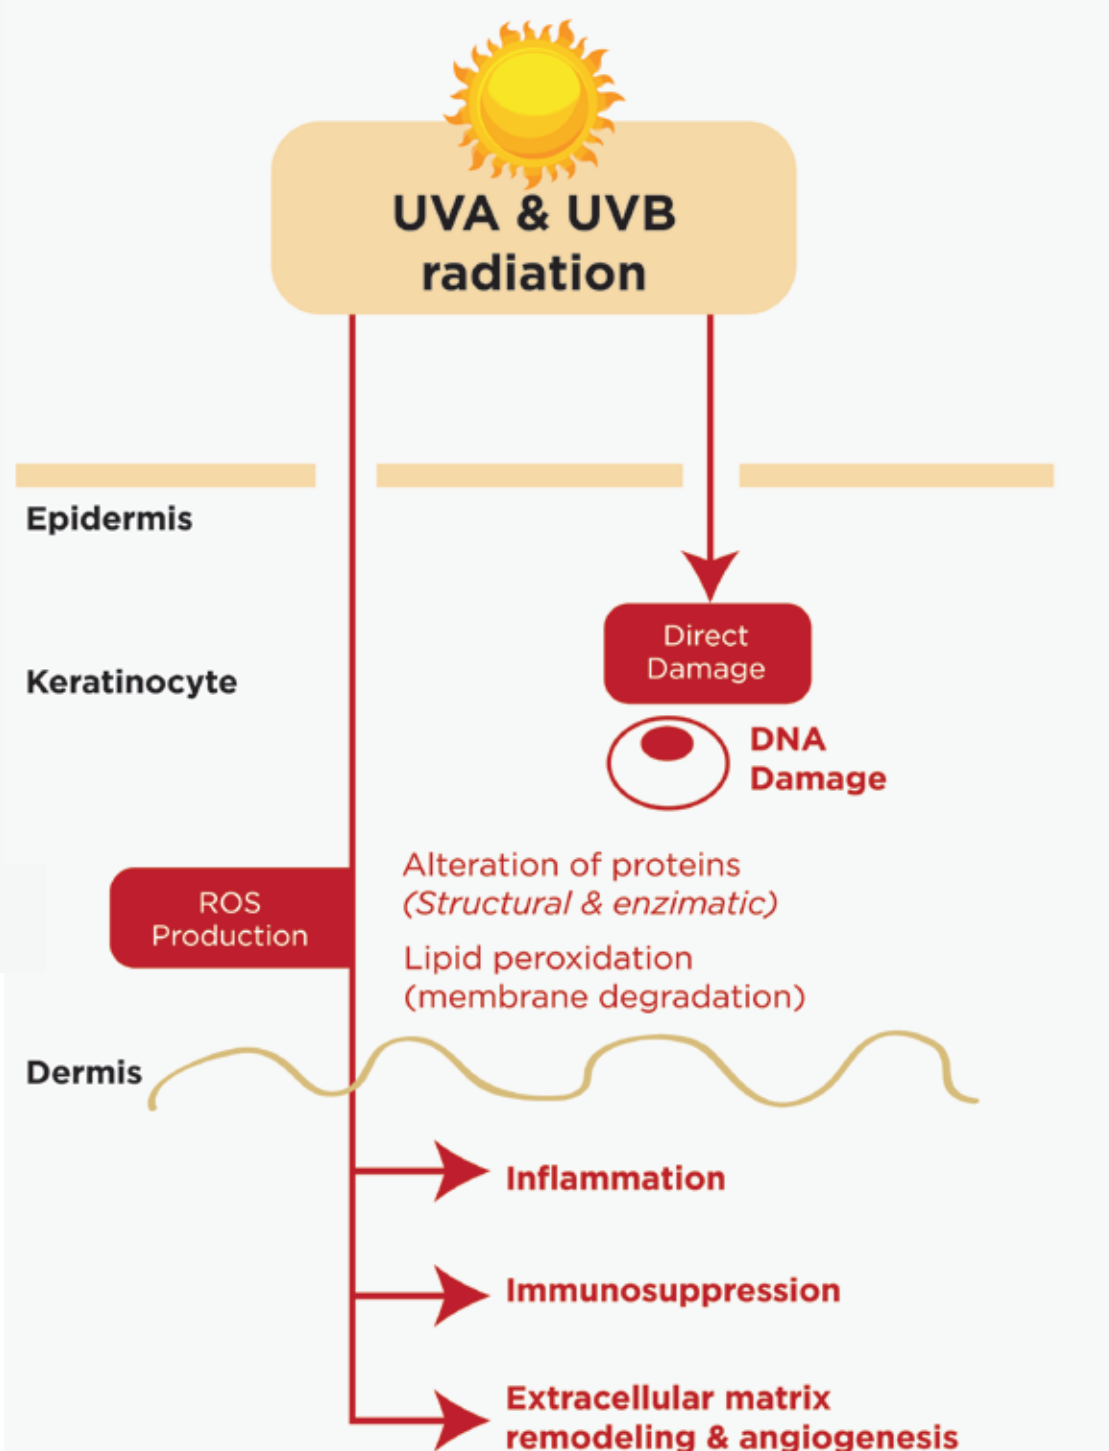 UVA & UVB
radiation
Epidermis
Direct
Damage
Keratinocyte
DNA
Damage
Alteration of proteins
(Structural & enzimatic)
ROS
Production
Lipid peroxidation
(membrane degradation)
Dermis
Inflammation
Immunosuppression
Extracellular matrix
remodeling & angiogenesis